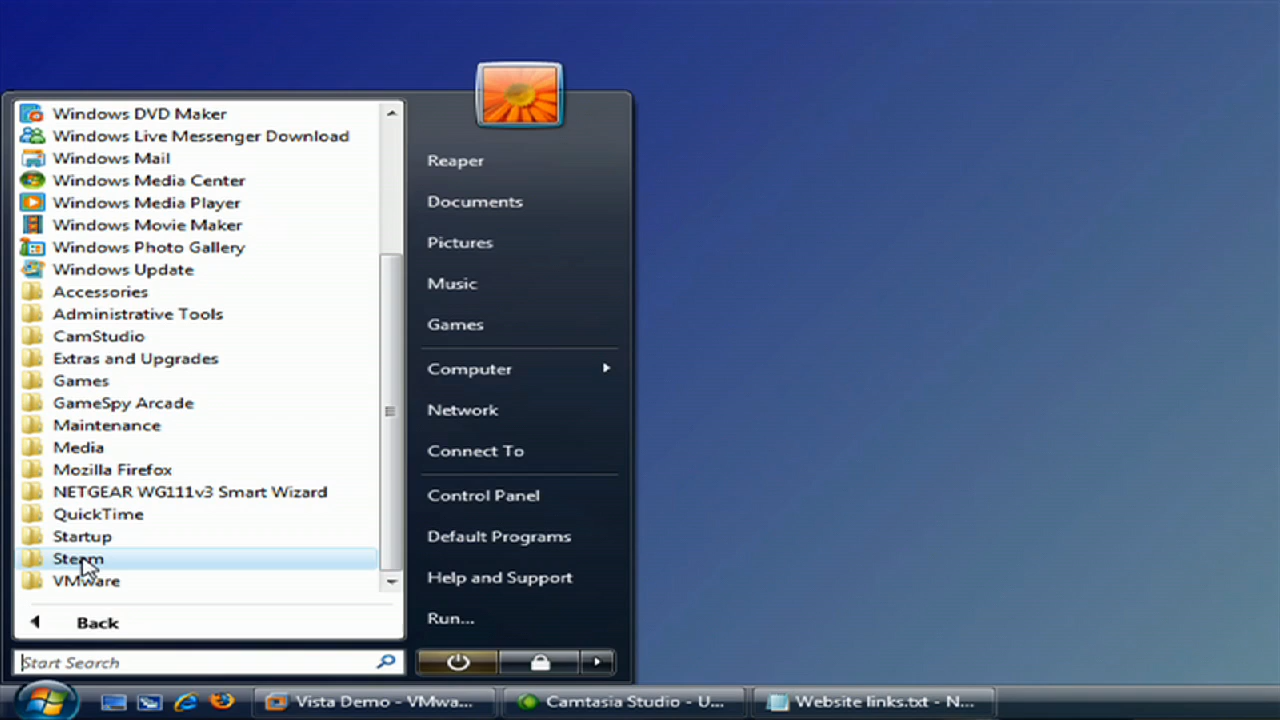 Windows DVD Maker
Windows Live Messenger Download
Windows Mail
Windows Media Center
Windows Media Player
Windows Movie Maker
Windows Photo Gallery
Windows Update
Accessories
Administrative Tools
CamStudio
Extras and Upgrades
Games
GameSpy Arcade
Maintenance
Media
Mozilla Firefox
NETGEAR WG111v3 Smart Wizard
QuickTime
Startup
Steam
VMware
Back
Start Search
Reaper
Documents
Pictures
Music
Games
Computer
Network
Connect To
Control Panel
Default Programs
Help and Support
Run...
Vista Demo - VMwa...
Camtasia Studio - U...
Website links.txt - N...